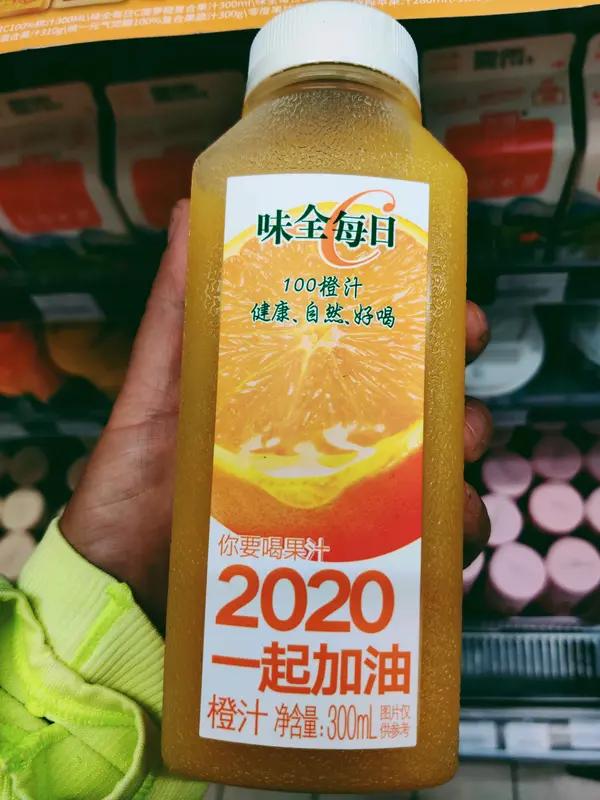 味全每日C
100橙汁
健康、自然、好喝
你要喝果汁
2020
一起加油
橙汁 净含量:300mL 图片仅
供参考